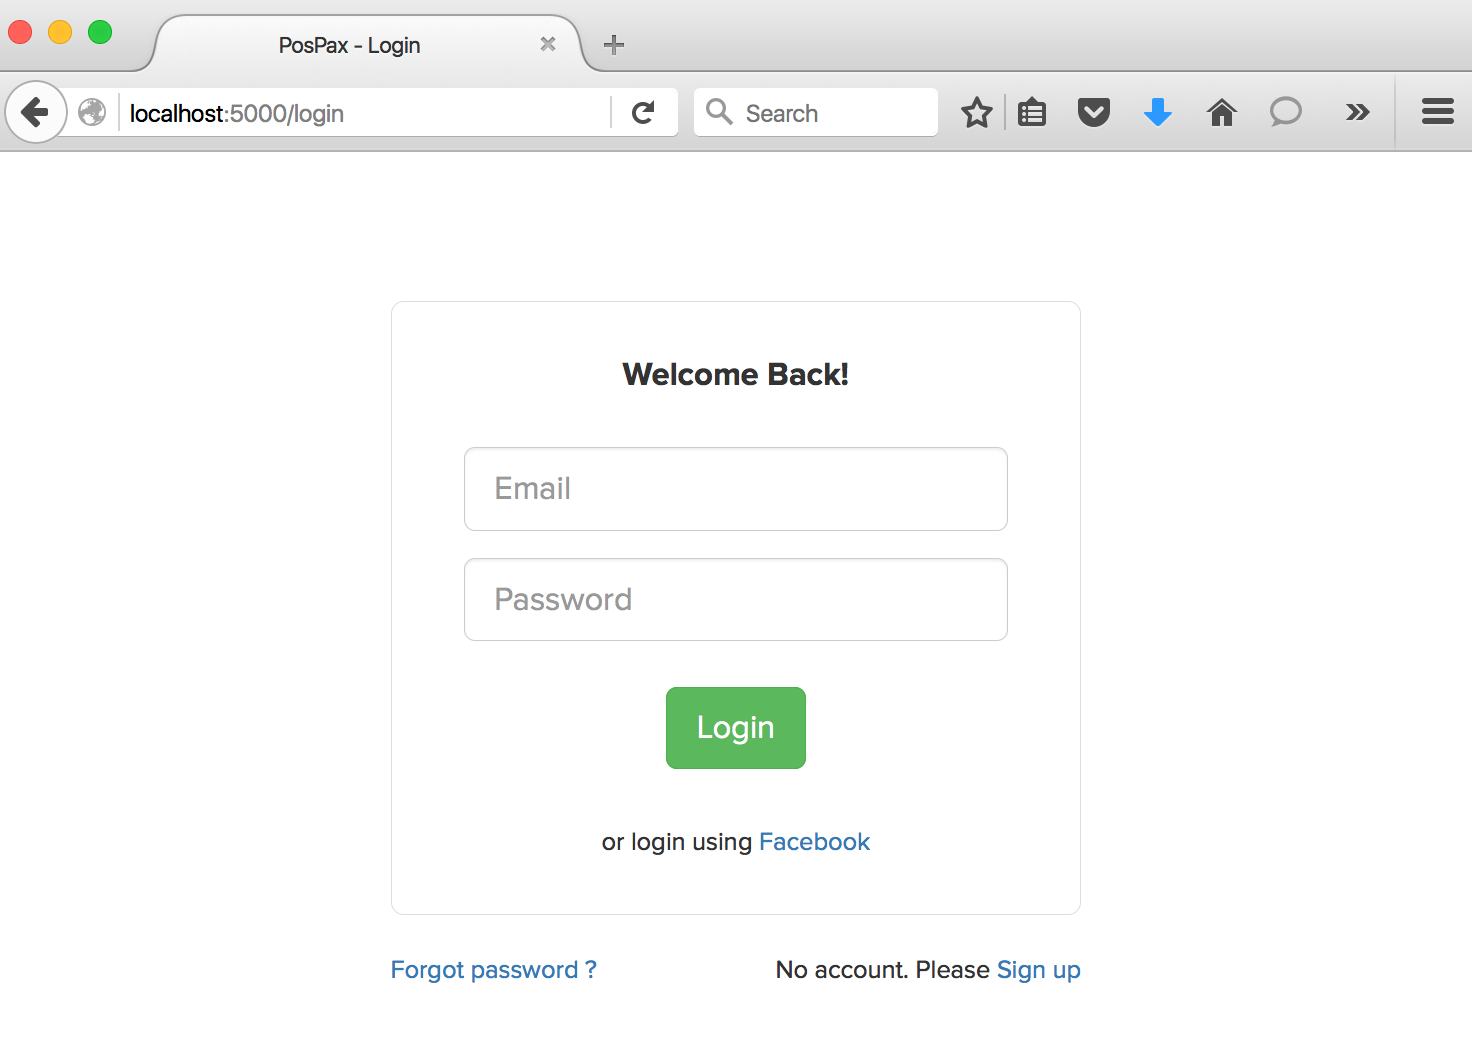 PosPax - Login
localhost:5000/login
Search
Welcome Back!
Email
Password
Login
or login using Facebook
Forgot password ?
No account. Please Sign up